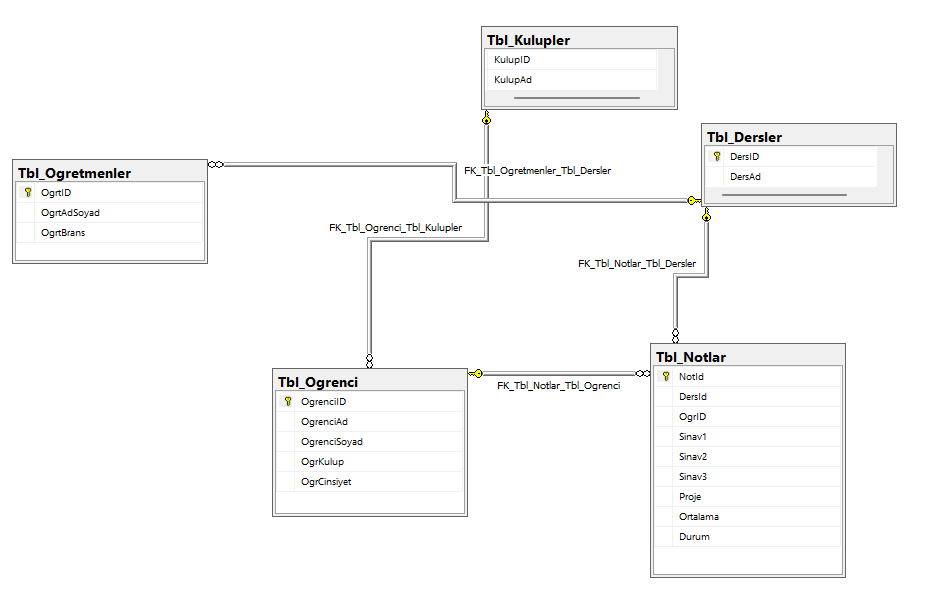 Tbl_Kulupler
KulupID
KulupAd
Tbl_Dersler
DersID
DersAd
Tbl_Ogretmenler
OgrtID
OgrtAdSoyad
OgrtBrans
FK_Tbl_Ogretmenler_Tbl_Dersler
FK_Tbl_Ogrenci_Tbl_Kulupler
FK_Tbl_Notlar_Tbl_Dersler
Tbl_Ogrenci
OgrenciID
OgrenciAd
OgrenciSoyad
OgrKulup
OgrCinsiyet
FK_Tbl_Notlar_Tbl_Ogrenci
Tbl_Notlar
NotId
DersId
OgrID
Sinav1
Sinav2
Sinav3
Proje
Ortalama
Durum